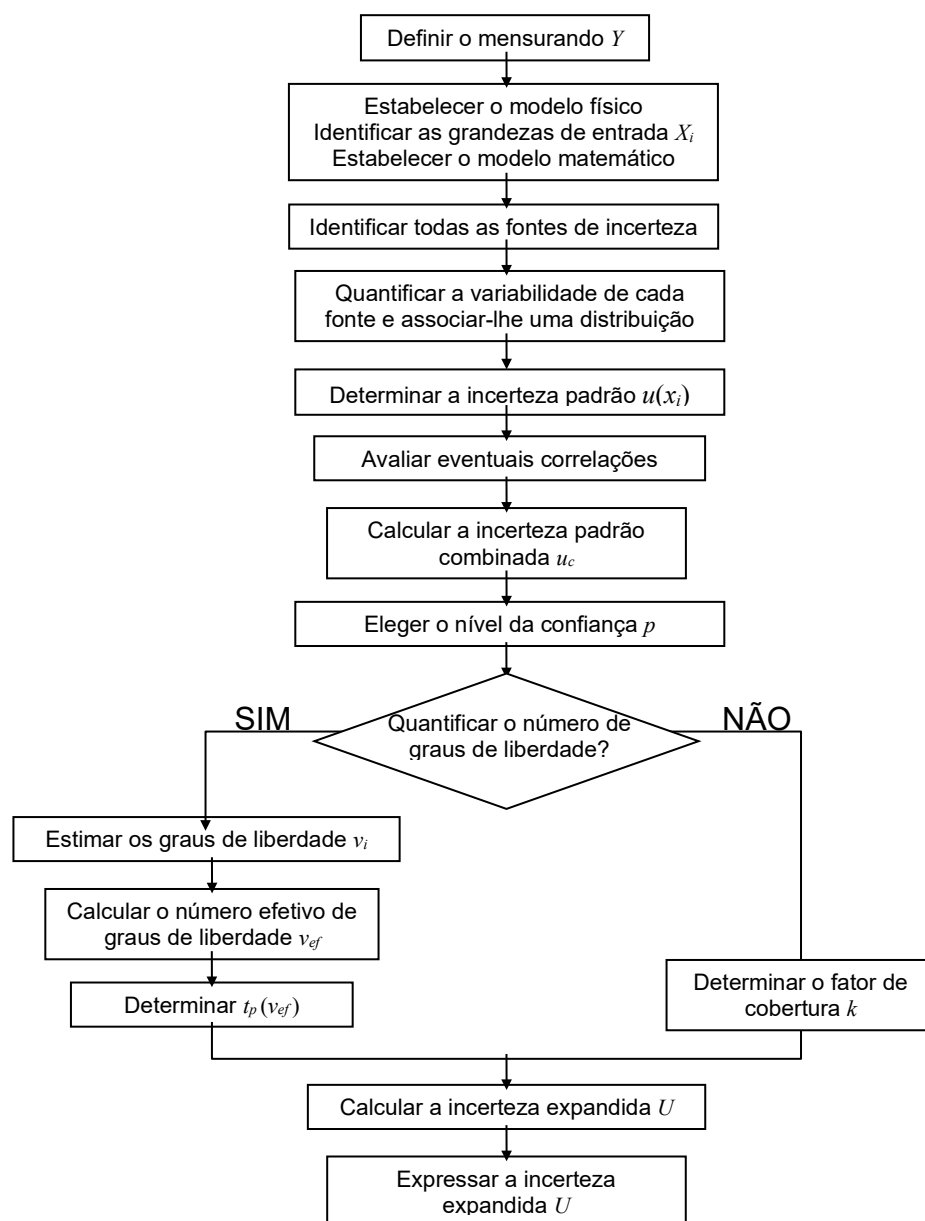 Definir o mensurando Y
Estabelecer o modelo físico
Identificar as grandezas de entrada Xi
Estabelecer o modelo matemático
Identificar todas as fontes de incerteza
Quantificar a variabilidade de cada
fonte e associar-lhe uma distribuição
Determinar a incerteza padrão u(xi)
Avaliar eventuais correlações
Calcular a incerteza padrão
combinada uc
Eleger o nível da confiança p
Quantificar o número de
graus de liberdade?
SIM
NÃO
Estimar os graus de liberdade vi
Calcular o número efetivo de
graus de liberdade vef
Determinar tp(vef)
Determinar o fator de
cobertura k
Calcular a incerteza expandida U
Expressar a incerteza
expandida U